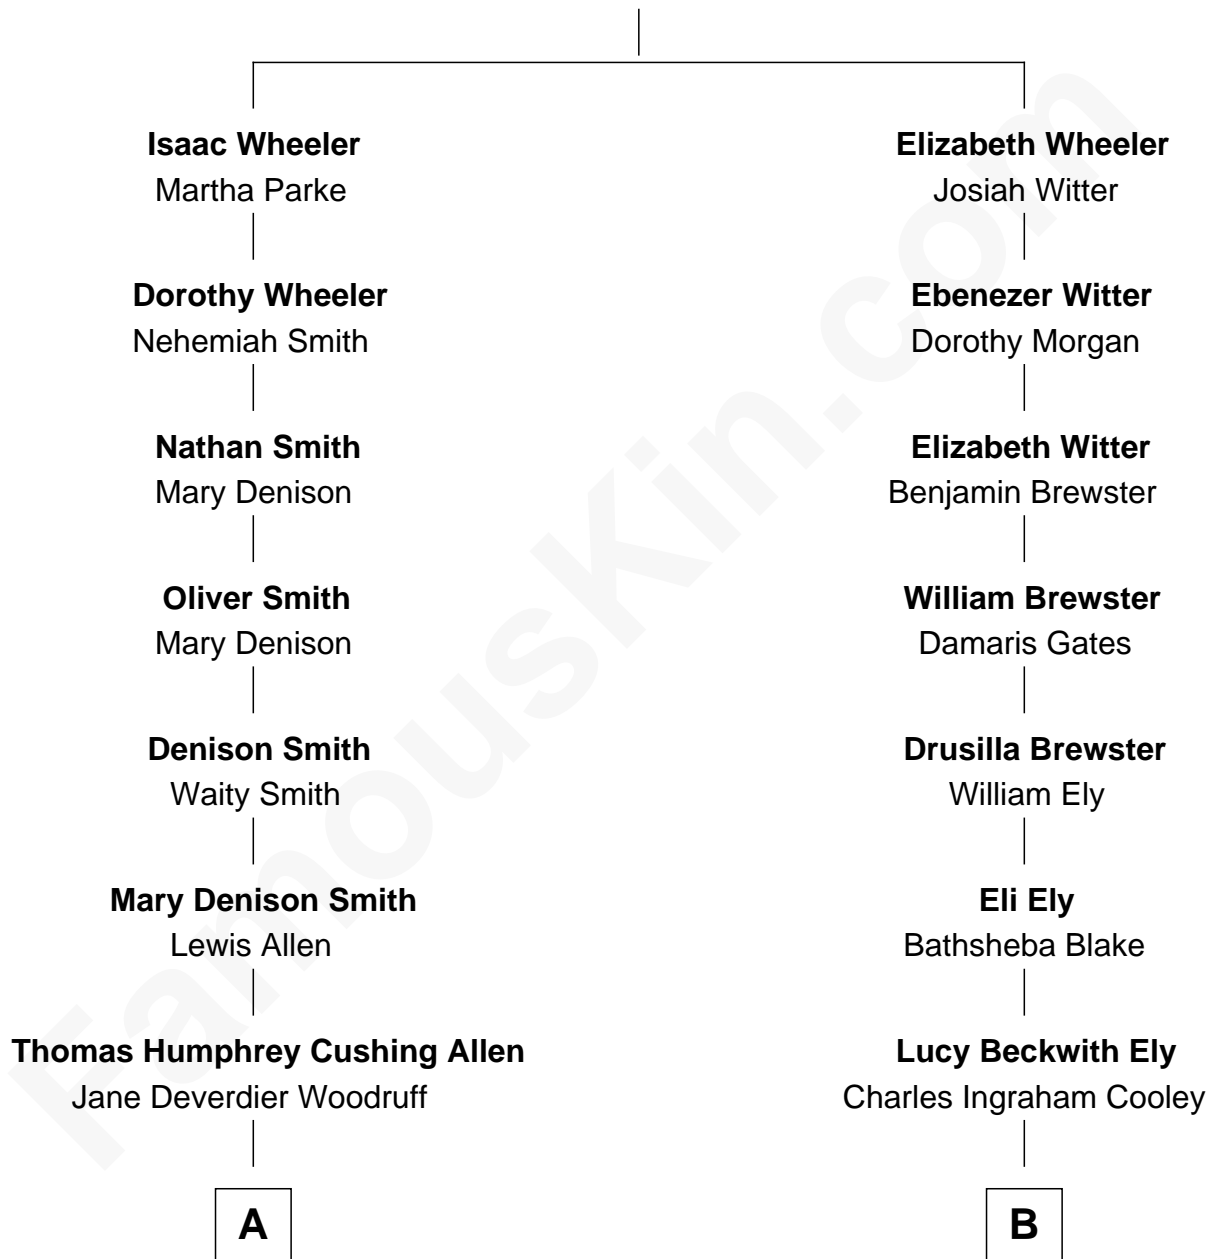 Isaac Wheeler
Martha Parke
Dorothy Wheeler
Nehemiah Smith
Nathan Smith
Mary Denison
Oliver Smith
Mary Denison
Denison Smith
Waity Smith
Mary Denison Smith
Lewis Allen
Thomas Humphrey Cushing Allen
Jane Deverdier Woodruff
A
Elizabeth Wheeler
Josiah Witter
Ebenezer Witter
Dorothy Morgan
Elizabeth Witter
Benjamin Brewster
William Brewster
Damaris Gates
Drusilla Brewster
William Ely
Eli Ely
Bathsheba Blake
Lucy Beckwith Ely
Charles Ingraham Cooley
B
FamousKin.com